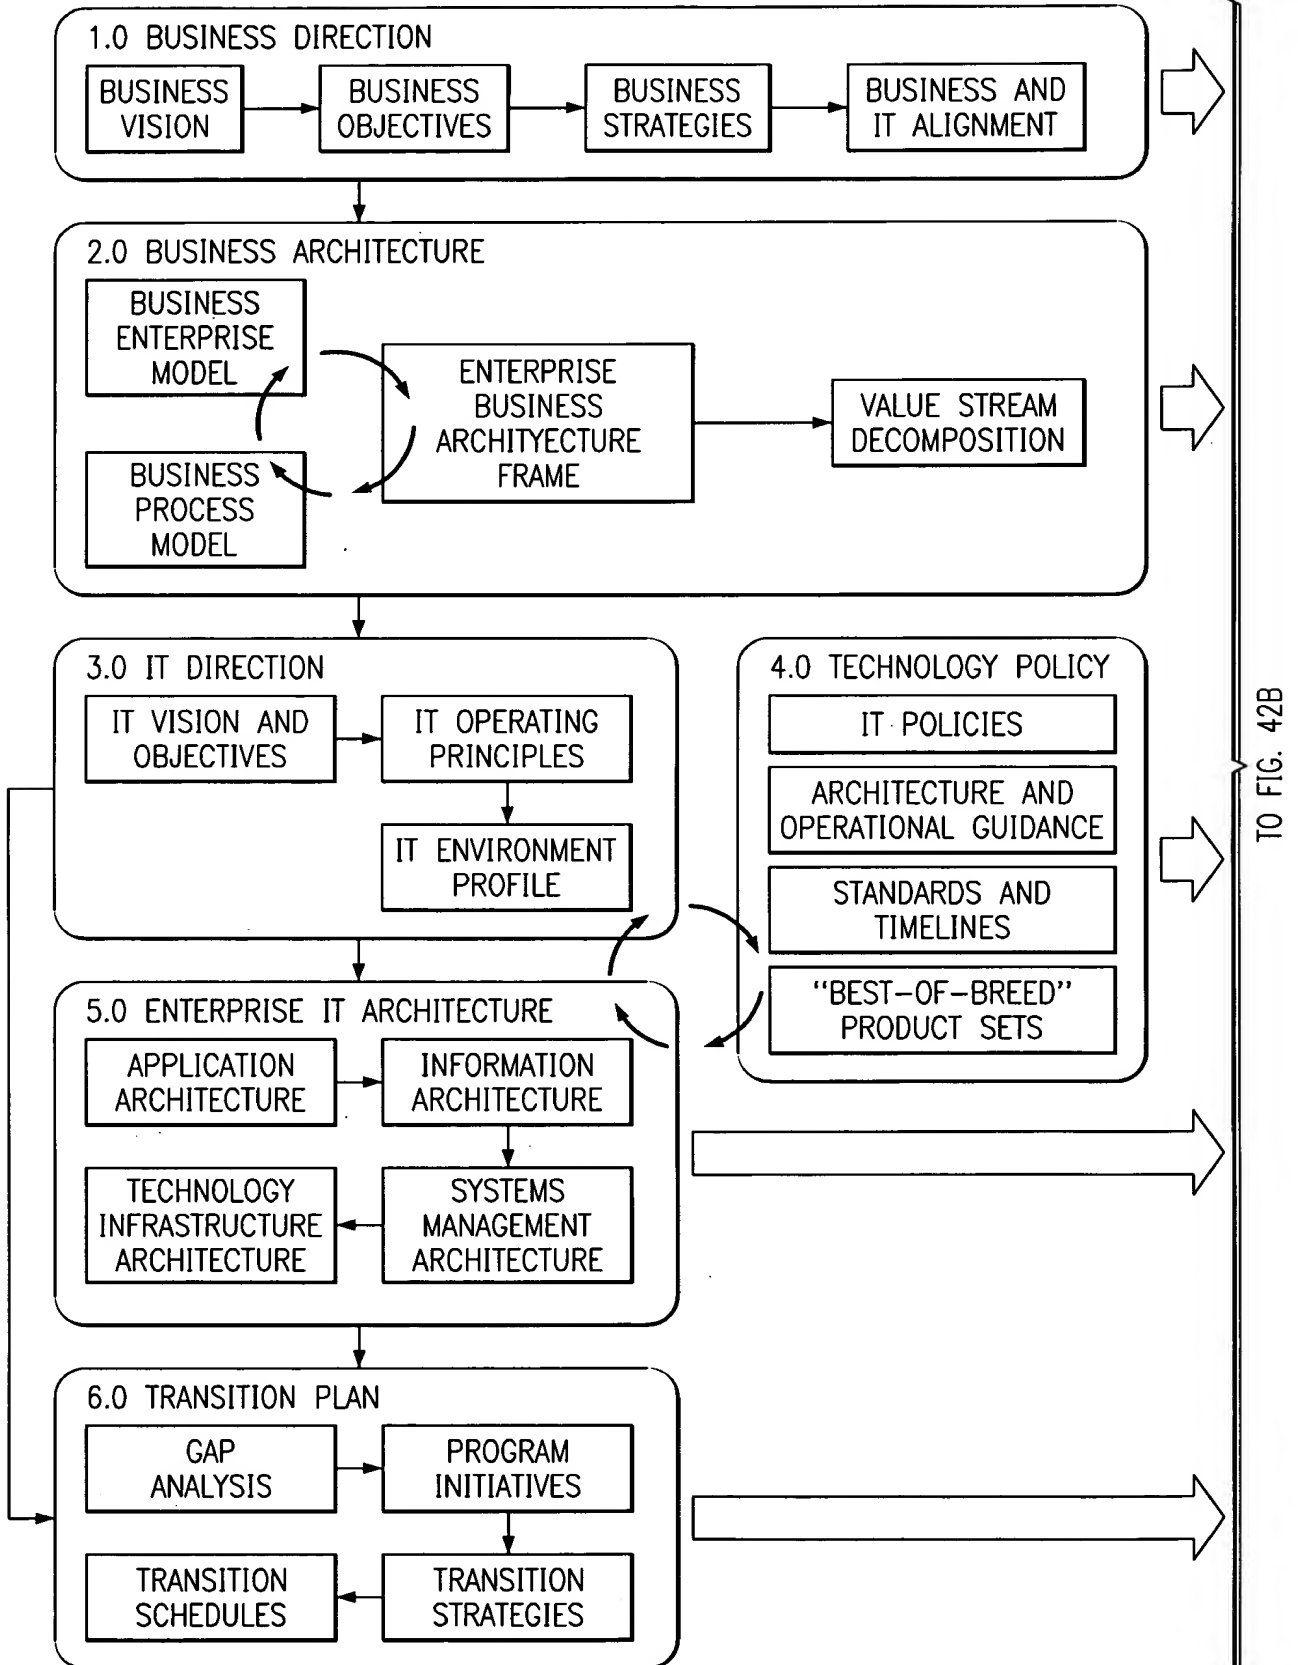 1.0 BUSINESS DIRECTION
BUSINESS
VISION
BUSINESS
OBJECTIVES
BUSINESS
STRATEGIES
BUSINESS AND
IT ALIGNMENT
2.0 BUSINESS ARCHITECTURE
BUSINESS
ENTERPRISE
MODEL
ENTERPRISE
BUSINESS
ARCHITYECTURE
FRAME
VALUE STREAM
DECOMPOSITION
BUSINESS
PROCESS
MODEL
3.0 IT DIRECTION
IT VISION AND
OBJECTIVES
IT OPERATING
PRINCIPLES
IT ENVIRONMENT
PROFILE
4.0 TECHNOLOGY POLICY
IT POLICIES
ARCHITECTURE AND
OPERATIONAL GUIDANCE
STANDARDS AND
TIMELINES
"BEST-OF-BREED"
PRODUCT SETS
5.0 ENTERPRISE IT ARCHITECTURE
APPLICATION
ARCHITECTURE
INFORMATION
ARCHITECTURE
TECHNOLOGY
INFRASTRUCTURE
ARCHITECTURE
SYSTEMS
MANAGEMENT
ARCHITECTURE
6.0 TRANSITION PLAN
GAP
ANALYSIS
PROGRAM
INITIATIVES
TRANSITION
SCHEDULES
TRANSITION
STRATEGIES
TO FIG. 42B